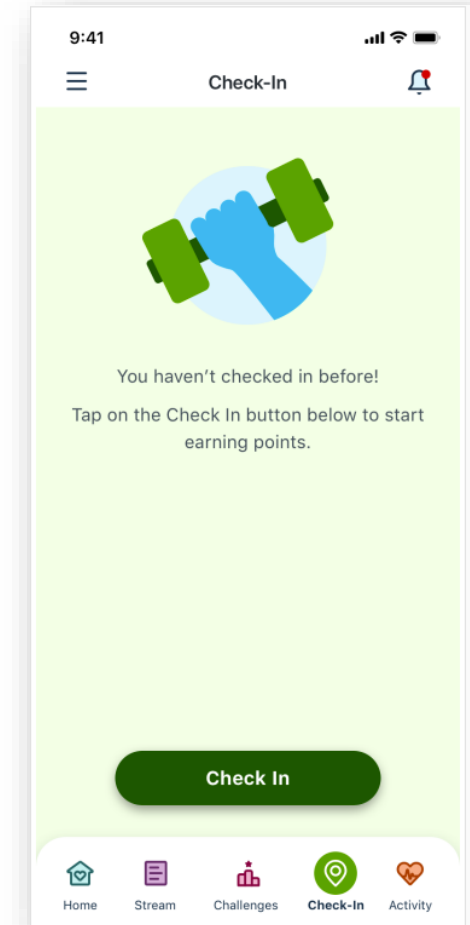 9:41
Check-In
You haven’t checked in before!
Tap on the Check In button below to start
earning points.
Check In
Home
Stream
Challenges
Check-In
Activity